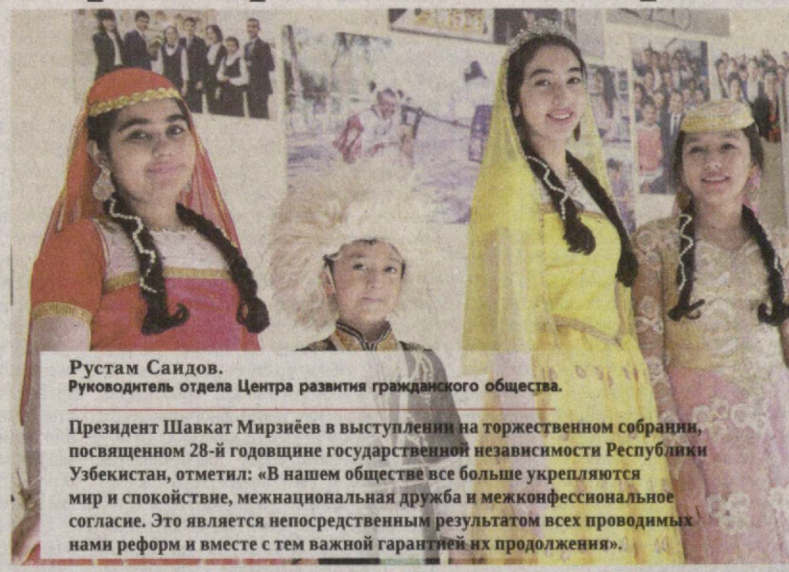 Рустам Саидов.
Руководитель отдела Центра развития гражданского общества.
Президент Шавкат Мирзиёев в выступлении на торжественном собрании,
посвященном 28-й годовщине государственной независимости Республики
Узбекистан, отметил: «В нашем обществе все больше укрепляются
мир и спокойствие, межнациональная дружба и межконфессиональное
согласие. Это является непосредственным результатом всех проводимых
нами реформ и вместе с тем важной гарантией их продолжения».